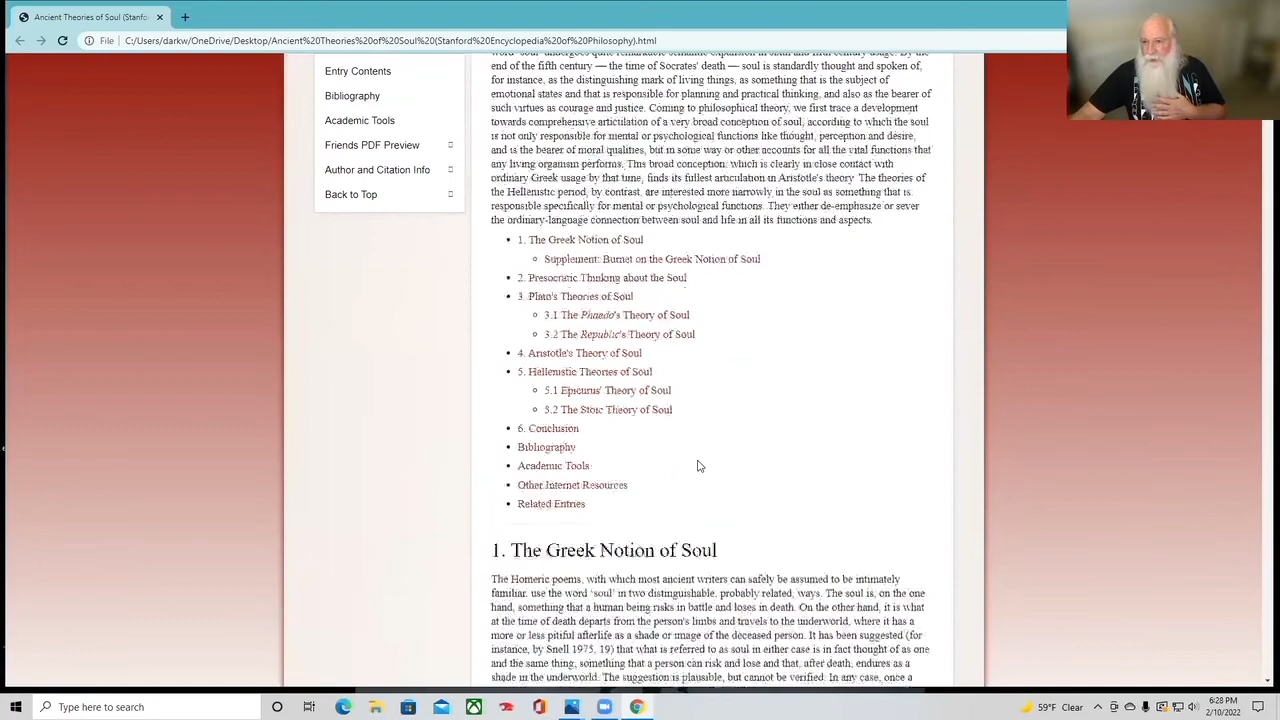 Ancient Theories of Soul (Stanfo
File
C:/Users/darkw/OneDrive/Desktop/Ancient%20Theories%20of%20Soul%20(Stanford%20Encyclopedia%20of%20Philosophy).html
Entry Contents
Bibliography
Academic Tools
Friends PDF Preview
Author and Citation Info
Back to Top
word 'soul' undergoes quite remarkable semantic expansion in sixth and fifth century usage. By the
end of the fifth century — the time of Socrates' death — soul is standardly thought and spoken of,
for instance, as the distinguishing mark of living things, as something that is the subject of
emotional states and that is responsible for planning and practical thinking, and also as the bearer of
such virtues as courage and justice. Coming to philosophical theory, we first trace a development
towards comprehensive articulation of a very broad conception of soul, according to which the soul
is not only responsible for mental or psychological functions like thought, perception and desire,
and is the bearer of moral qualities, but in some way or other accounts for all the vital functions that
any living organism performs. This broad conception, which is clearly in close contact with
ordinary Greek usage by that time, finds its fullest articulation in Aristotle's theory. The theories of
the Hellenistic period, by contrast, are interested more narrowly in the soul as something that is
responsible specifically for mental or psychological functions. They either de-emphasize or sever
the ordinary-language connection between soul and life in all its functions and aspects.
1. The Greek Notion of Soul
Supplement: Burnet on the Greek Notion of Soul
2. Presocratic Thinking about the Soul
3. Plato's Theories of Soul
3.1 The Phaedo's Theory of Soul
3.2 The Republic's Theory of Soul
4. Aristotle's Theory of Soul
5. Hellenistic Theories of Soul
5.1 Epicurus' Theory of Soul
5.2 The Stoic Theory of Soul
6. Conclusion
Bibliography
Academic Tools
Other Internet Resources
Related Entries
1. The Greek Notion of Soul
The Homeric poems, with which most ancient writers can safely be assumed to be intimately
familiar, use the word 'soul' in two distinguishable, probably related, ways. The soul is, on the one
hand, something that a human being risks in battle and loses in death. On the other hand, it is what
at the time of death departs from the person's limbs and travels to the underworld, where it has a
more or less pitiful afterlife as a shade or image of the deceased person. It has been suggested (for
instance, by Snell 1975, 19) that what is referred to as soul in either case is in fact thought of as one
and the same thing, something that a person can risk and lose and that, after death, endures as a
shade in the underworld. The suggestion is plausible, but cannot be verified. In any case, once a
Type here to search
59°F Clear
6:28 PM
2/10/2022